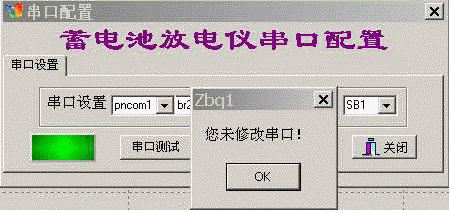 串口配置
蓄电池放电仪串口配置
串口设置
串口设置 pncom1 br2 SB1
Zbq1
您未修改串口!
串口测试 关闭
OK